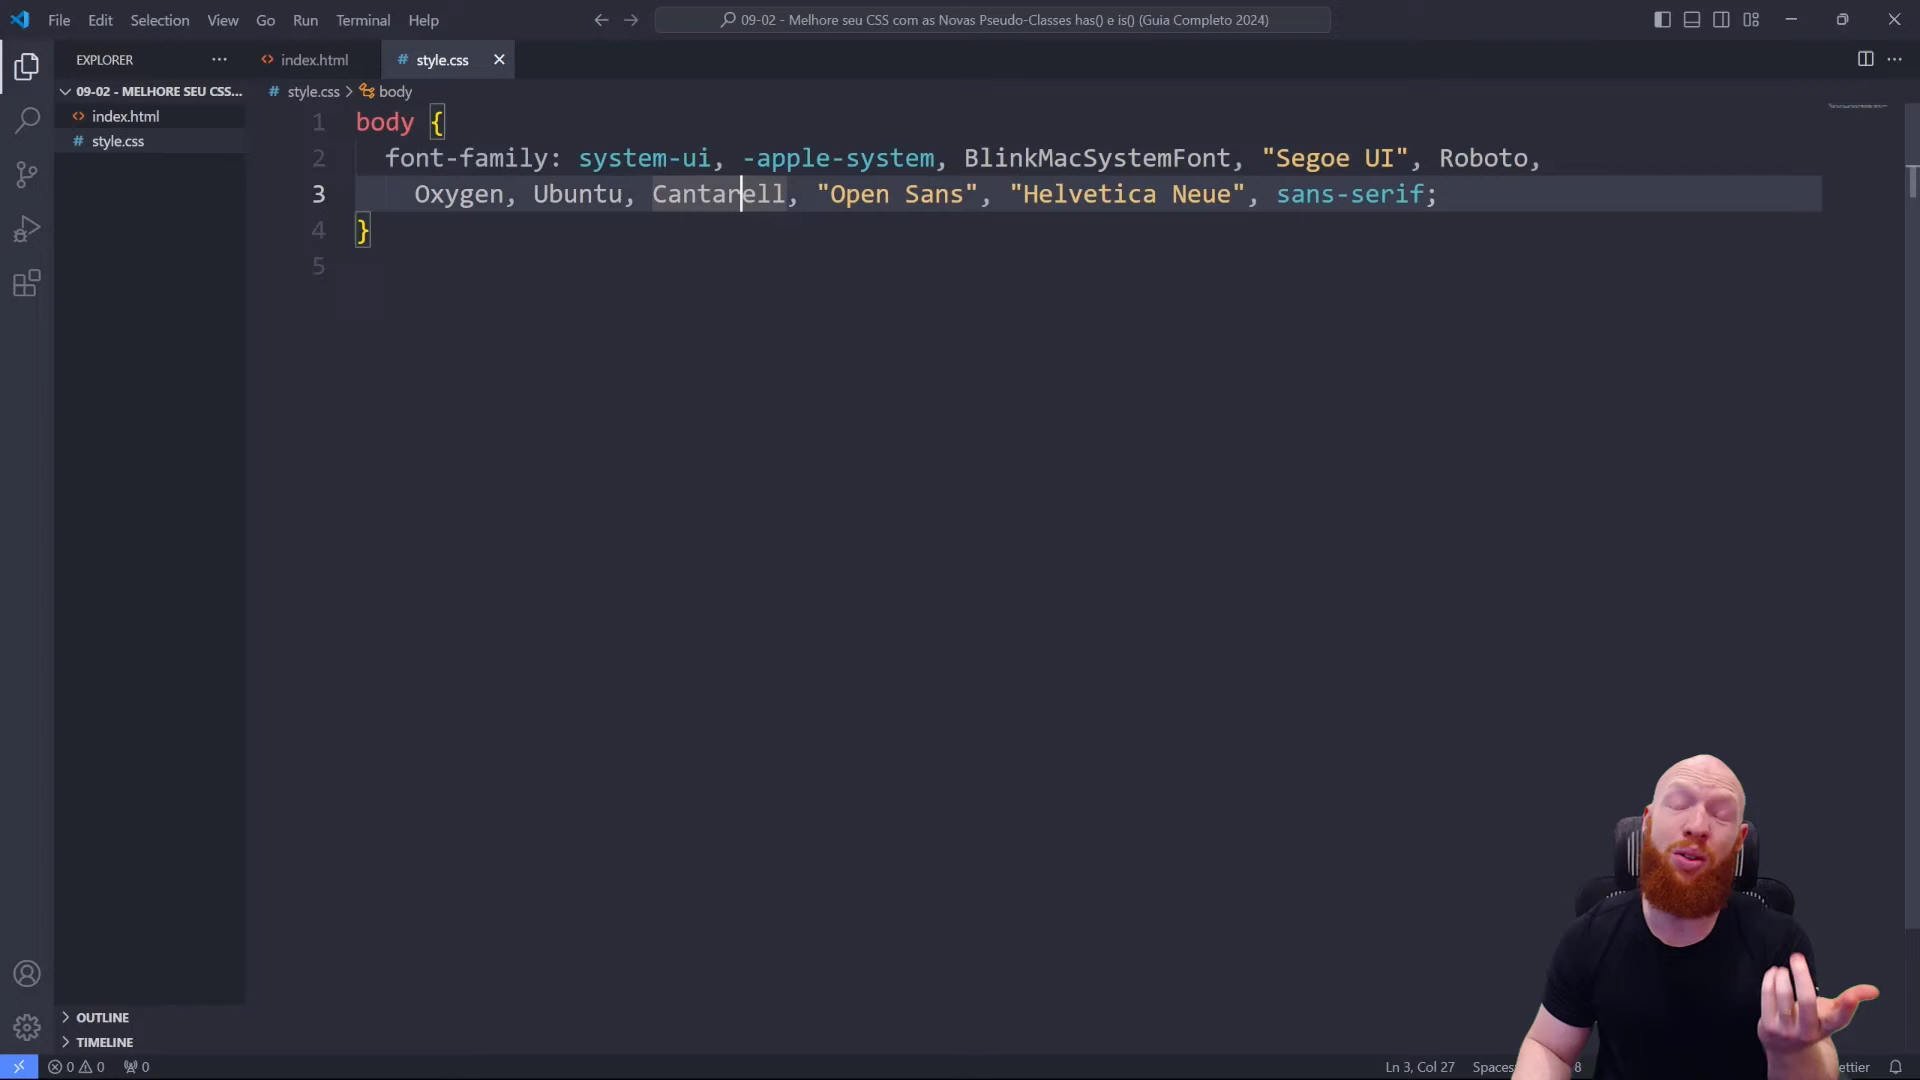 File Edit Selection View Go Run Terminal Help
09-02 - Melhore seu CSS com as Novas Pseudo-Classes has() e is() (Guia Completo 2024)
EXPLORER
index.html
# style.css
09-02 - MELHORE SEU CSS...
# style.css > body
index.html
# style.css
1 body {
2 font-family: system-ui, -apple-system, BlinkMacSystemFont, "Segoe UI", Roboto,
3 Oxygen, Ubuntu, Cantarell, "Open Sans", "Helvetica Neue", sans-serif;
4 }
5
OUTLINE
TIMELINE
0 0 0
Ln 3, Col 27 Spaces 8 ettier